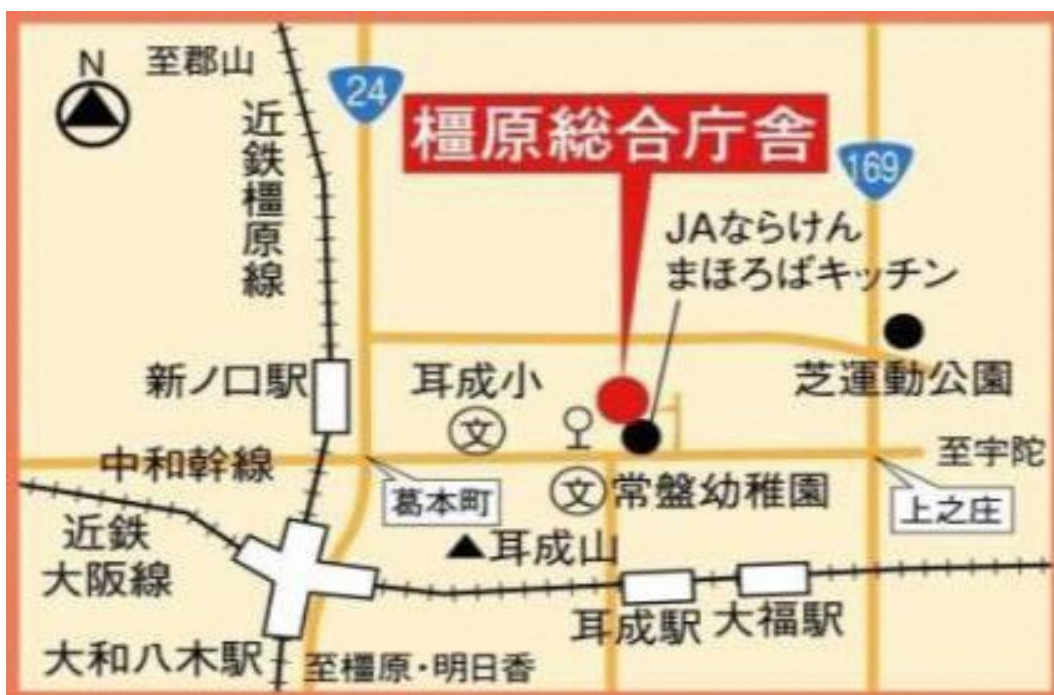 N
至郡山
24
近鉄橿原線
橿原総合庁舎
169
JAならけん
まほろばキッチン
新ノ口駅
耳成小
文
芝運動公園
中和幹線
至宇陀
葛本町
文
常盤幼稚園
上之庄
近鉄
大阪線
耳成山
大和八木駅
至橿原・明日香
耳成駅
大福駅